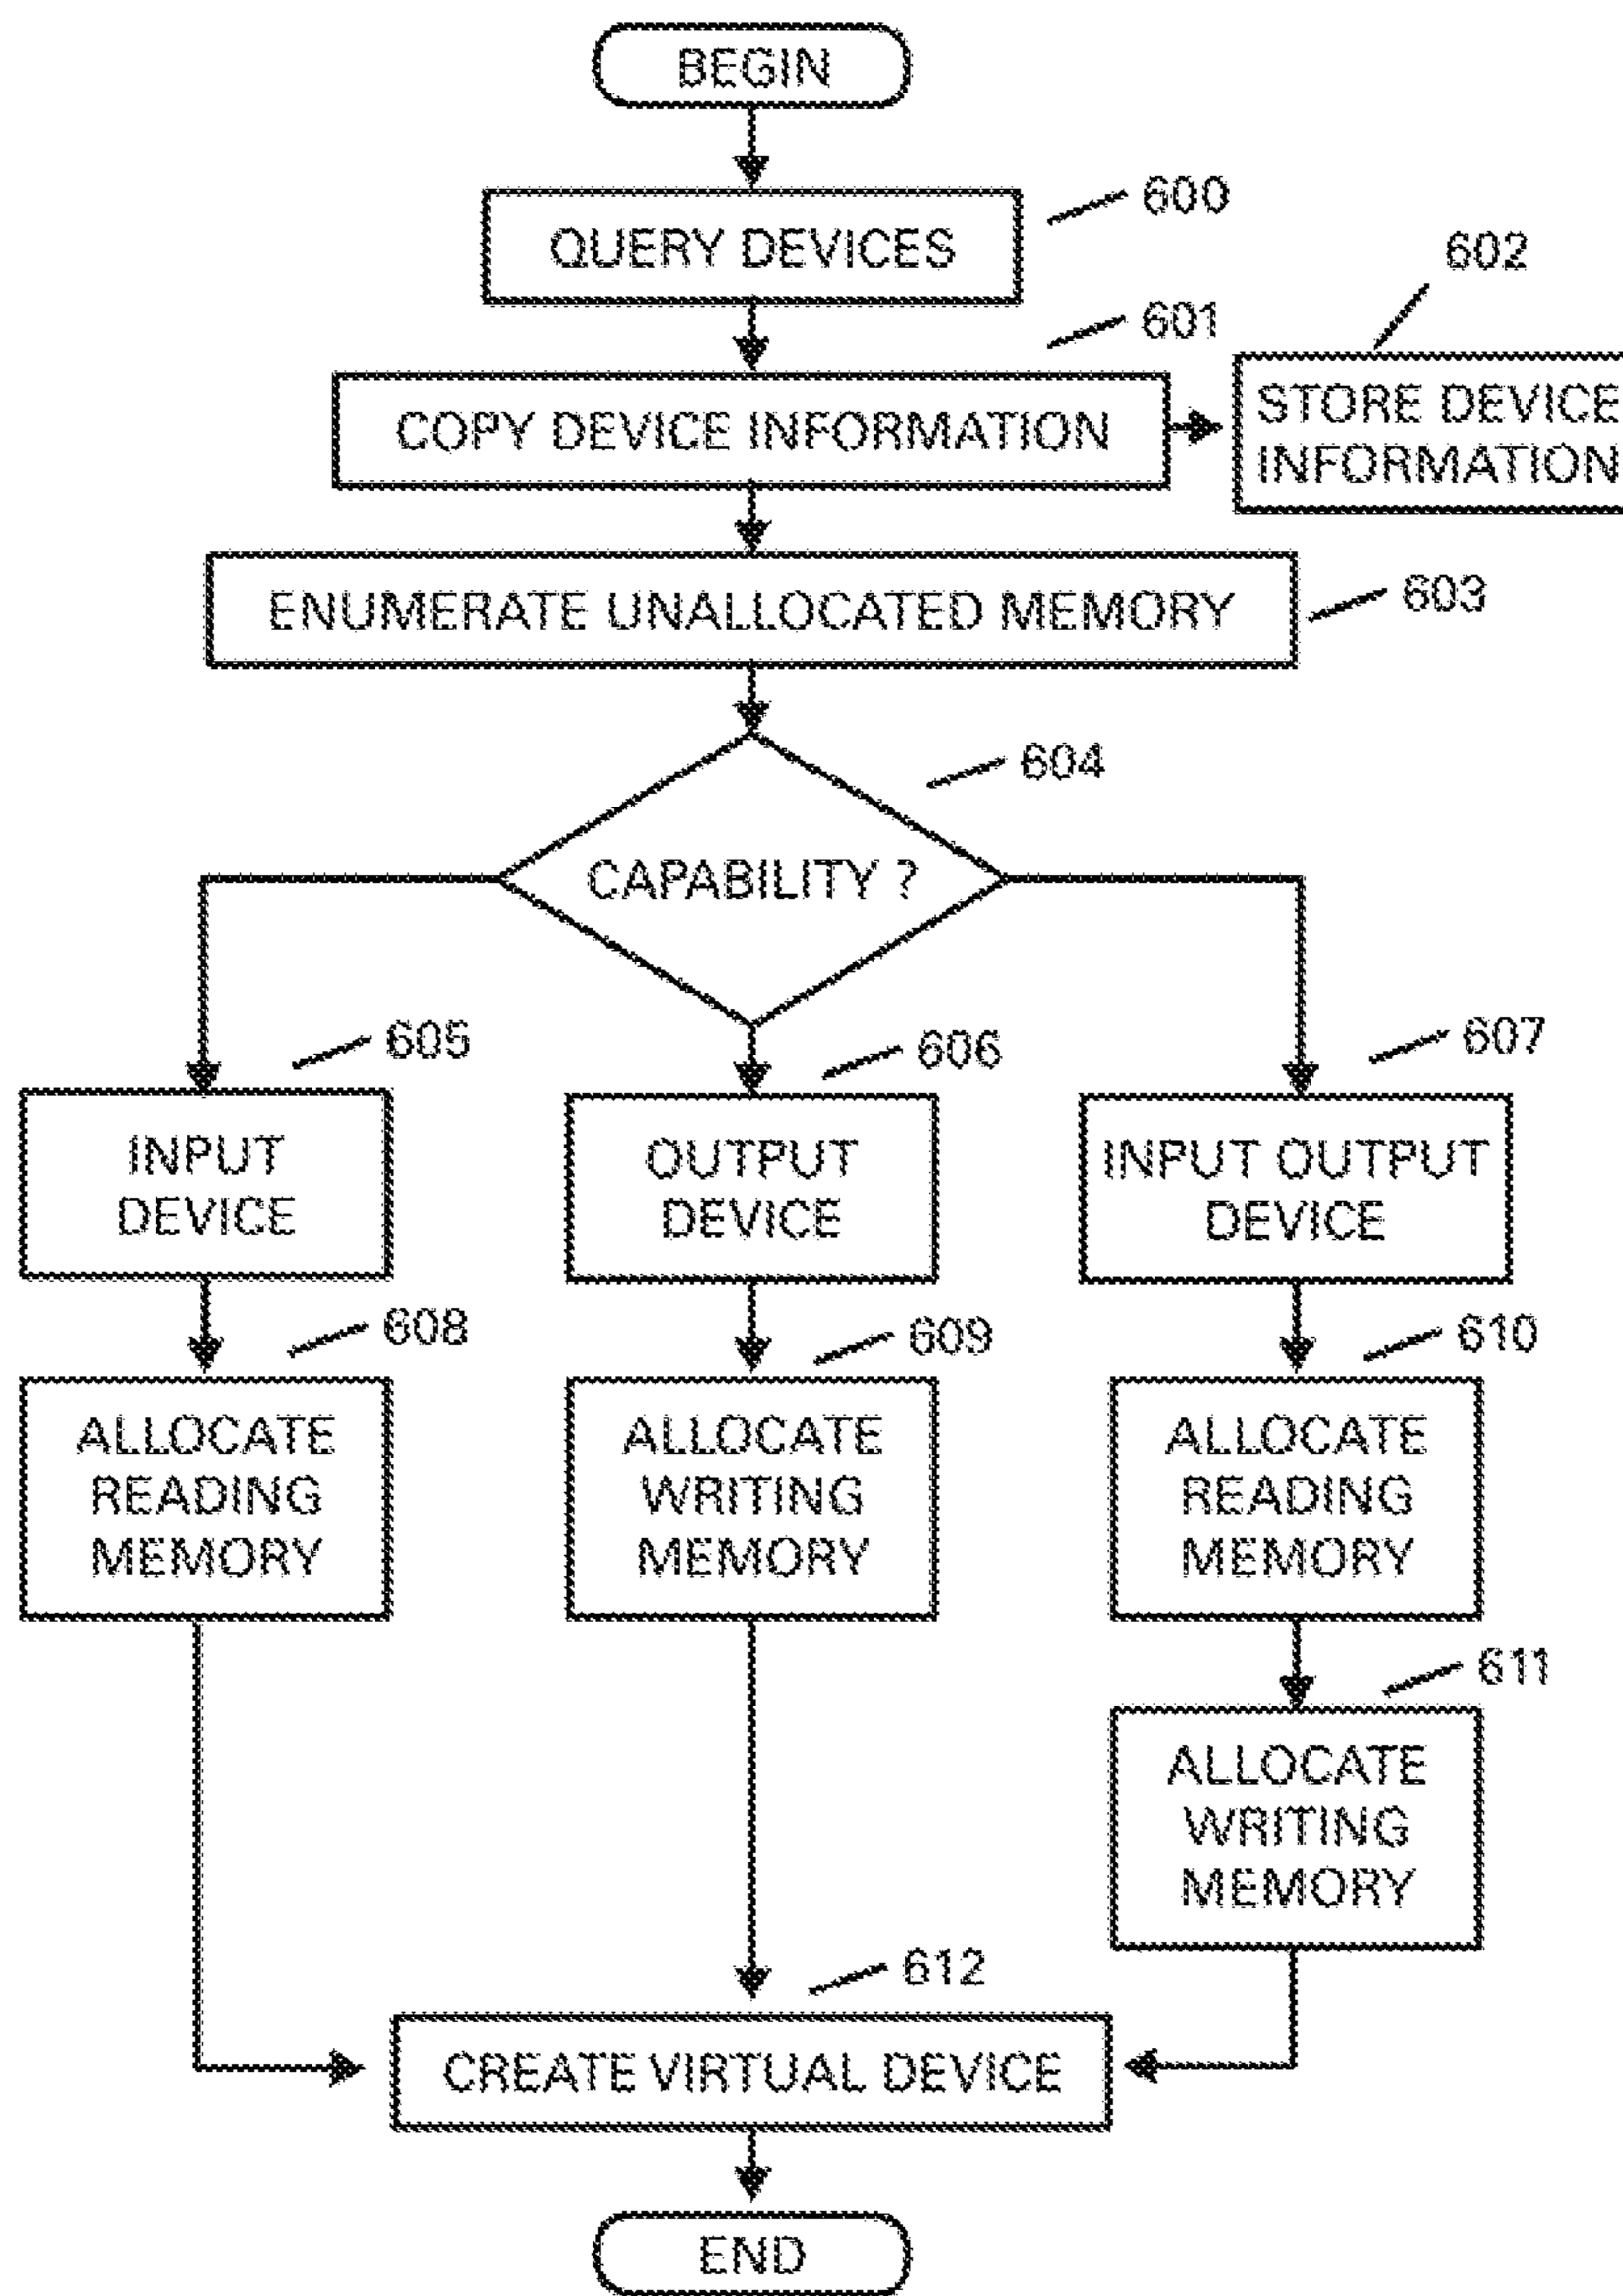 BEGIN
600
QUERY DEVICES
602
601
COPY DEVICE INFORMATION
STORE DEVICE
INFORMATION
603
ENUMERATE UNALLOCATED MEMORY
604
CAPABILITY ?
605
606
607
INPUT
DEVICE
OUTPUT
DEVICE
INPUT OUTPUT
DEVICE
608
609
610
ALLOCATE
READING
MEMORY
ALLOCATE
WRITING
MEMORY
ALLOCATE
READING
MEMORY
611
ALLOCATE
WRITING
MEMORY
612
CREATE VIRTUAL DEVICE
END